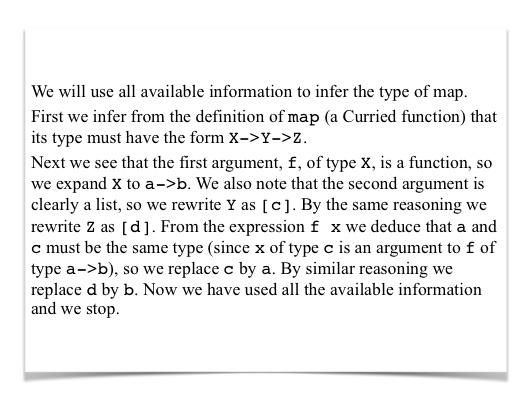 We will use all available information to infer the type of map.
First we infer from the definition of map (a Curried function) that
its type must have the form X->Y->Z.
Next we see that the first argument, f, of type X, is a function, so
we expand X to a->b. We also note that the second argument is
clearly a list, so we rewrite Y as [c]. By the same reasoning we
rewrite Z as [d]. From the expression f x we deduce that a and
c must be the same type (since x of type c is an argument to f of
type a->b), so we replace c by a. By similar reasoning we
replace d by b. Now we have used all the available information
and we stop.